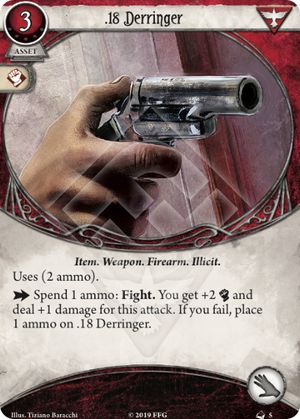 3
.18 Derringer
ASSET
Item. Weapon. Firearm. Illicit.
Uses (2 ammo).
Spend 1 ammo: Fight. You get +2 and
deal +1 damage for this attack. If you fail, place
1 ammo on .18 Derringer.
Illus. Tiziano Baracchi
© 2019 FFG
5